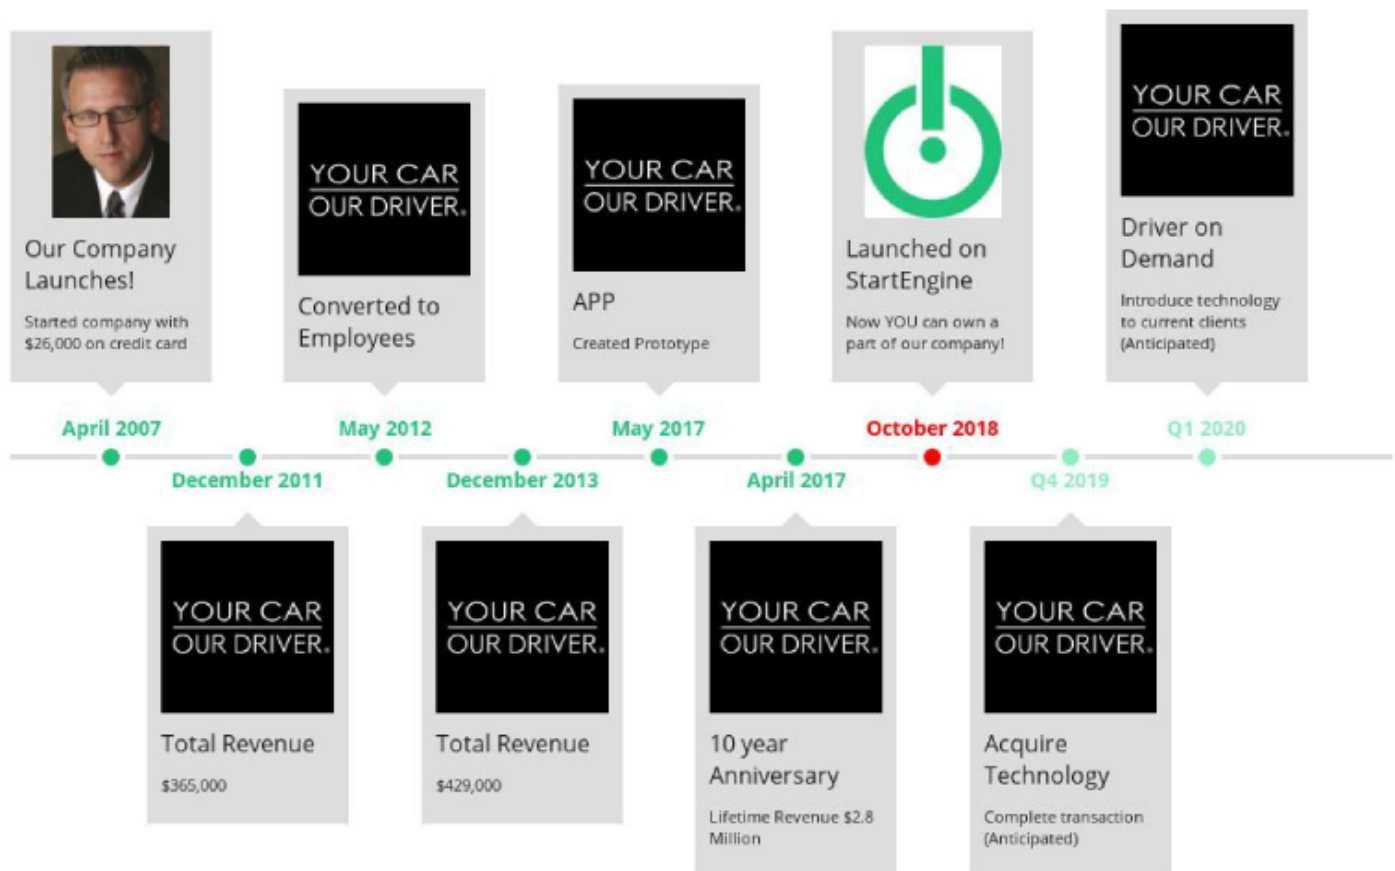 Our Company
Launches!
Started company with
$26,000 on credit card
April 2007
December 2011
YOUR CAR
OUR DRIVER.
Total Revenue
$365,000
YOUR CAR
OUR DRIVER.
Converted to
Employees
May 2012
December 2013
YOUR CAR
OUR DRIVER.
Total Revenue
$429,000
YOUR CAR
OUR DRIVER.
APP
Created Prototype
May 2017
April 2017
YOUR CAR
OUR DRIVER.
10 year
Anniversary
Lifetime Revenue $2.8
Million
Launched on
StartEngine
Now YOU can own a
part of our company!
October 2018
Q4 2019
YOUR CAR
OUR DRIVER.
Acquire
Technology
Complete transaction
(Anticipated)
YOUR CAR
OUR DRIVER.
Driver on
Demand
Introduce technology
to current clients
(Anticipated)
Q1 2020